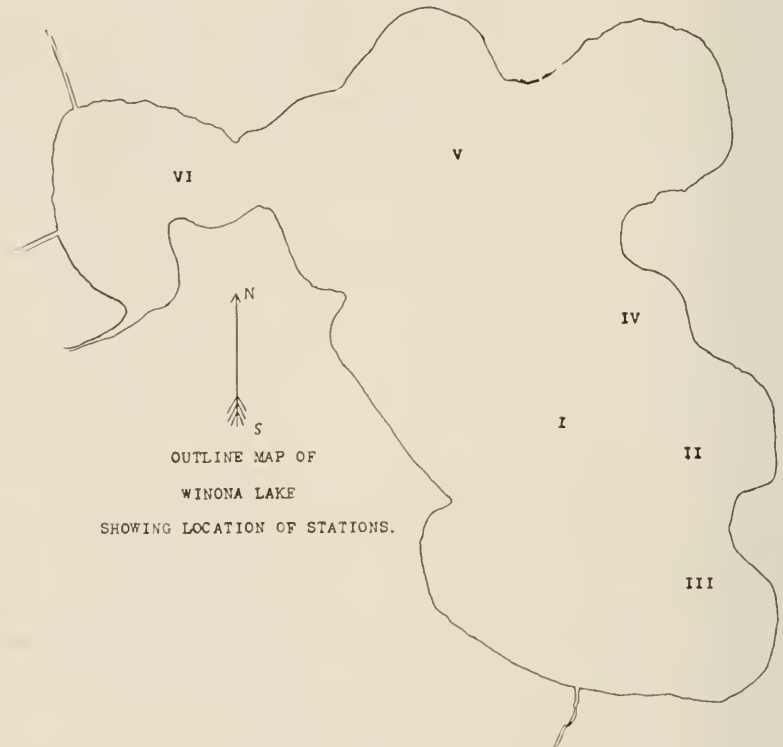 V
VI
N
IV
I
S
II
OUTLINE MAP OF
WINONA LAKE
SHOWING LOCATION OF STATIONS.
III